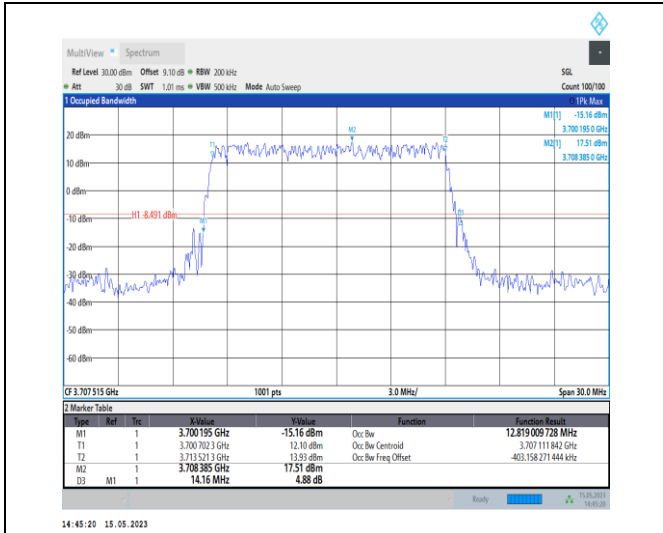 MultiView Spectrum
Ref Level 30.00 dBm Offset 9.10 dB RBW 200 kHz SGL
Att 30 dB SWT 1.01 ms VBW 500 kHz Mode Auto Sweep Count 100/100
1 Occupied Bandwidth 1Pk Max
M1[1] -15.16 dBm
3.700 195 0 GHz
M2[1] 17.51 dBm
3.708 385 0 GHz
M2
T1
T2
20 dBm
10 dBm
0 dBm
H1 -8.491 dBm
-10 dBm
M1
D3
-20 dBm
-30 dBm
-40 dBm
-50 dBm
-60 dBm
CF 3.707 515 GHz 1001 pts 3.0 MHz/ Span 30.0 MHz
2 Marker Table
Type Ref Trc X-Value Y-Value Function Function Result
M1 1 3.700 195 GHz -15.16 dBm Occ Bw 12.819 009 728 MHz
T1 1 3.700 702 3 GHz 12.10 dBm Occ Bw Centroid 3.707 111 842 GHz
T2 1 3.713 521 3 GHz 13.93 dBm Occ Bw Freq Offset -403.158 271 444 kHz
M2 1 3.708 385 GHz 17.51 dBm
D3 M1 1 14.16 MHz 4.88 dB
Ready 15.05.2023
14:45:20
14:45:20 15.05.2023